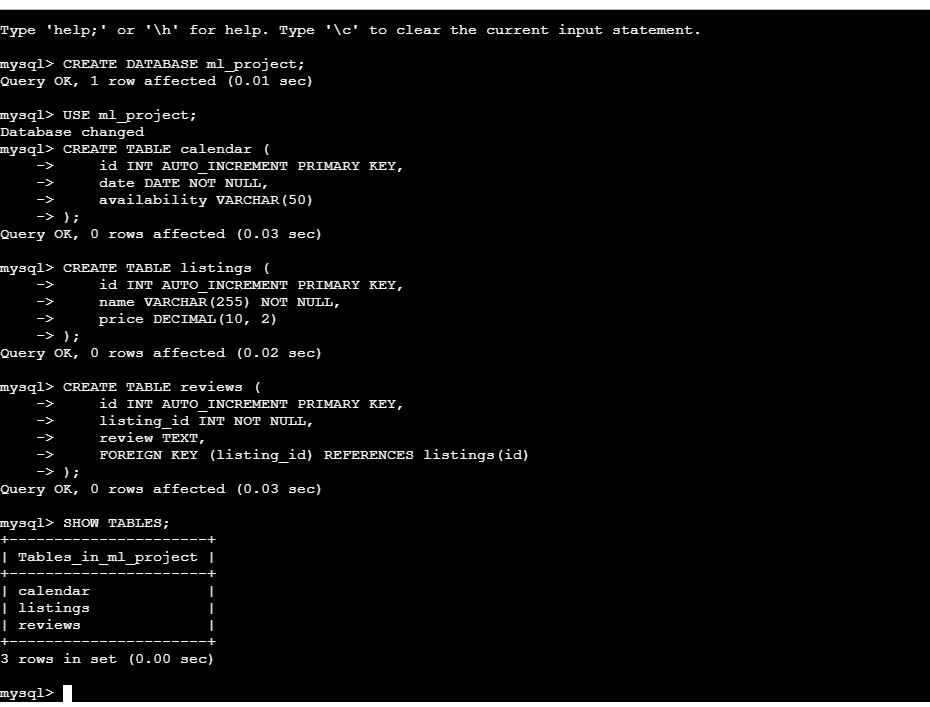 Type 'help;' or '\h' for help. Type '\c' to clear the current input statement.
mysql> CREATE DATABASE ml_project;
Query OK, 1 row affected (0.01 sec)
mysql> USE ml_project;
Database changed
mysql> CREATE TABLE calendar (
    ->     id INT AUTO_INCREMENT PRIMARY KEY,
    ->     date DATE NOT NULL,
    ->     availability VARCHAR(50)
    -> );
Query OK, 0 rows affected (0.03 sec)
mysql> CREATE TABLE listings (
    ->     id INT AUTO_INCREMENT PRIMARY KEY,
    ->     name VARCHAR(255) NOT NULL,
    ->     price DECIMAL(10, 2)
    -> );
Query OK, 0 rows affected (0.02 sec)
mysql> CREATE TABLE reviews (
    ->     id INT AUTO_INCREMENT PRIMARY KEY,
    ->     listing_id INT NOT NULL,
    ->     review TEXT,
    ->     FOREIGN KEY (listing_id) REFERENCES listings(id)
    -> );
Query OK, 0 rows affected (0.03 sec)
mysql> SHOW TABLES;
+----------------------+
| Tables_in_ml_project |
+----------------------+
| calendar             |
| listings             |
| reviews              |
+----------------------+
3 rows in set (0.00 sec)
mysql>